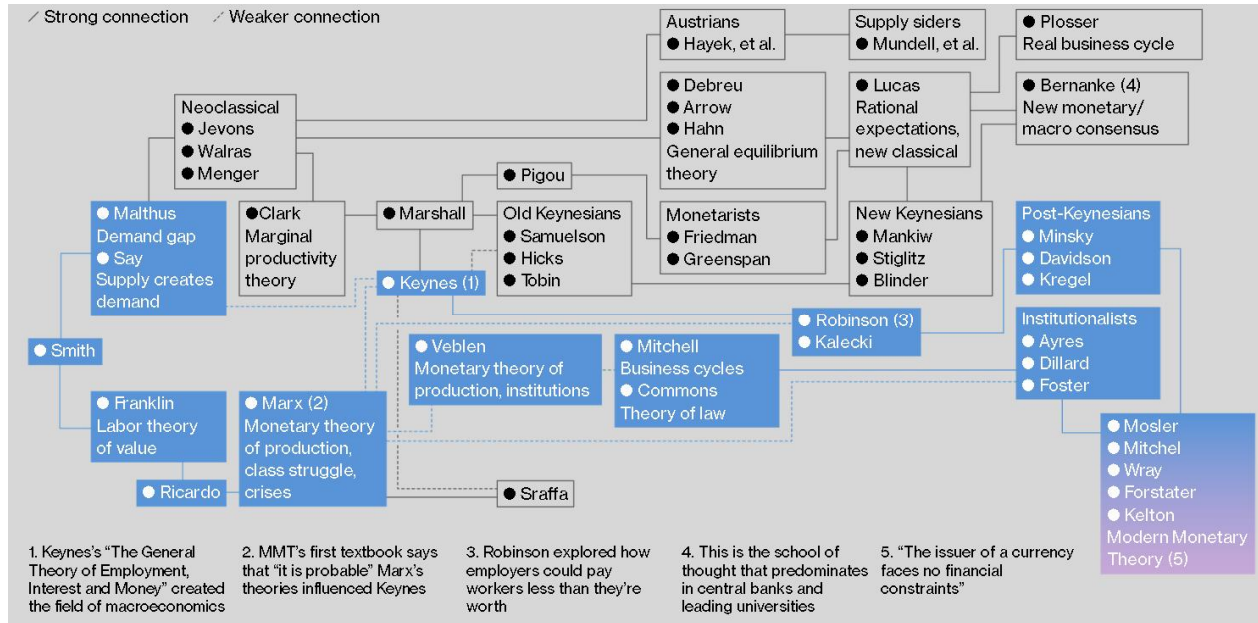 Strong connection
Weaker connection
Austrians
Hayek, et al.
Supply siders
Mundell, et al.
Plosser
Real business cycle
Neoclassical
Jevons
Walras
Menger
Debreu
Arrow
Hahn
General equilibrium
theory
Lucas
Rational
expectations,
new classical
Bernanke (4)
New monetary/
macro consensus
Pigou
Malthus
Demand gap
Say
Supply creates
demand
Clark
Marginal
productivity
theory
Marshall
Old Keynesians
Samuelson
Hicks
Tobin
Monetarists
Friedman
Greenspan
New Keynesians
Mankiw
Stiglitz
Blinder
Post-Keynesians
Minsky
Davidson
Kregel
Keynes (1)
Smith
Veblen
Monetary theory of
production, institutions
Mitchell
Business cycles
Commons
Theory of law
Robinson (3)
Kalecki
Institutionalists
Ayres
Dillard
Foster
Franklin
Labor theory
of value
Marx (2)
Monetary theory
of production,
class struggle,
crises
Ricardo
Sraffa
Mosler
Mitchel
Wray
Forstater
Kelton
Modern Monetary
Theory (5)
1. Keynes's “The General
Theory of Employment,
Interest and Money” created
the field of macroeconomics
2. MMT's first textbook says
that “it is probable” Marx's
theories influenced Keynes
3. Robinson explored how
employers could pay
workers less than they're
worth
4. This is the school of
thought that predominates
in central banks and
leading universities
5. “The issuer of a currency
faces no financial
constraints”